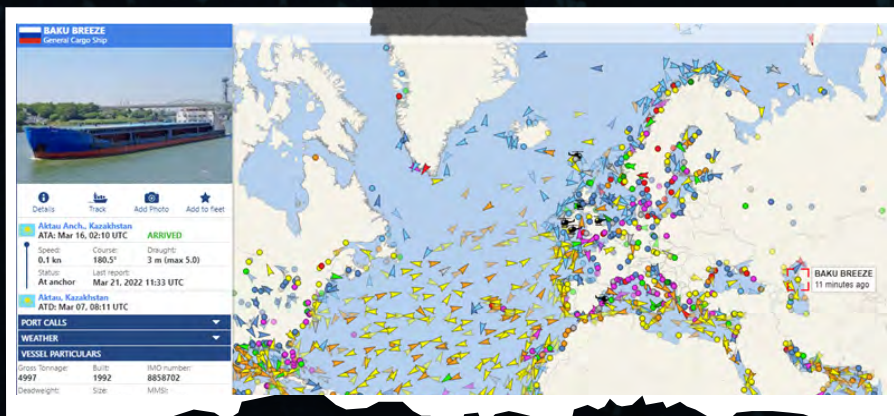 BAKU BREEZE
General Cargo Ship
Details Track Add Photo Add to fleet
Aktau Anch., Kazakhstan
ATA: Mar 16, 02:10 UTC ARRIVED
Speed: Course: Draught:
0.1 kn 180.5° 3 m (max 5.0)
Status: Last report:
At anchor Mar 21, 2022 11:33 UTC
Aktau, Kazakhstan
ATD: Mar 07, 08:11 UTC
PORT CALLS
WEATHER
VESSEL PARTICULARS
Gross Tonnage: Built: IMO number:
4997 1992 8858702
Deadweight: Size: MMSI:
BAKU BREEZE
11 minutes ago